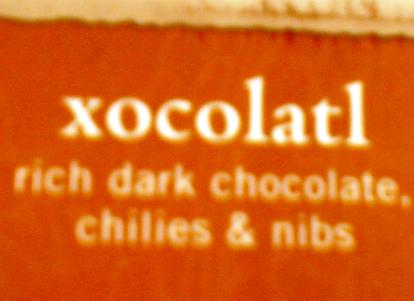 xocolatl
rich dark chocolate,
chilies & nibs